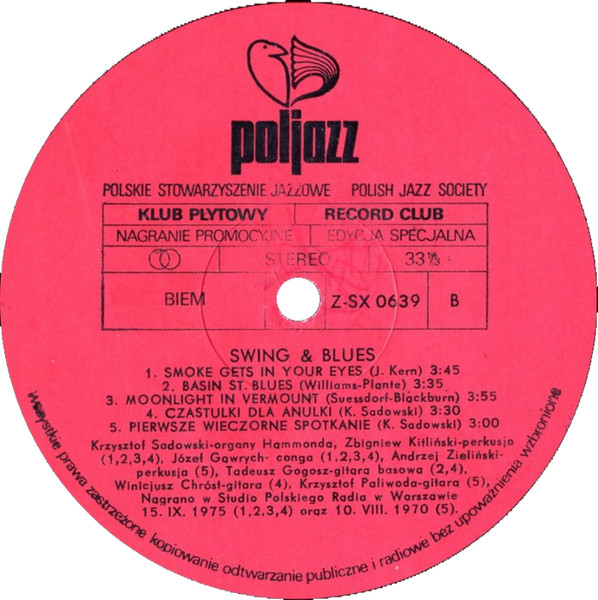 poljazz
POLSKIE STOWARZYSZENIE JAZZOWE POLISH JAZZ SOCIETY
KLUB PŁYTOWY RECORD CLUB
NAGRANIE PROMOCYJNE EDYCJA SPECJALNA
STEREO 33⅓
BIEM Z-SX 0639 B
SWING & BLUES
1. SMOKE GETS IN YOUR EYES (J. Kern) 3:45
2. BASIN ST. BLUES (Williams-Plante) 3:35
3. MOONLIGHT IN VERMOUNT (Suessdorf-Blackburn) 3:55
4. CZASTULKI DLA ANULKI (K. Sadowski) 3:30
5. PIERWSZE WIECZORNE SPOTKANIE (K. Sadowski) 3:00
Krzysztof Sadowski-organy Hammonda, Zbigniew Kitliński-perkusja
(1,2,3,4), Józef Gawrych- conga (1,2,3,4), Andrzej Zieliński-
perkusja (5), Tadeusz Gogosz-gitara basowa (2,4),
Winicjusz Chróst-gitara (4), Krzysztof Paliwoda-gitara (5),
Nagrano w Studio Polskiego Radia w Warszawie
15. IX. 1975 (1,2,3,4) oraz 10. VIII. 1970 (5).
wszystkie prawa zastrzeżone kopiowanie odtwarzanie publiczne i radiowe bez upoważnienia wzbronione